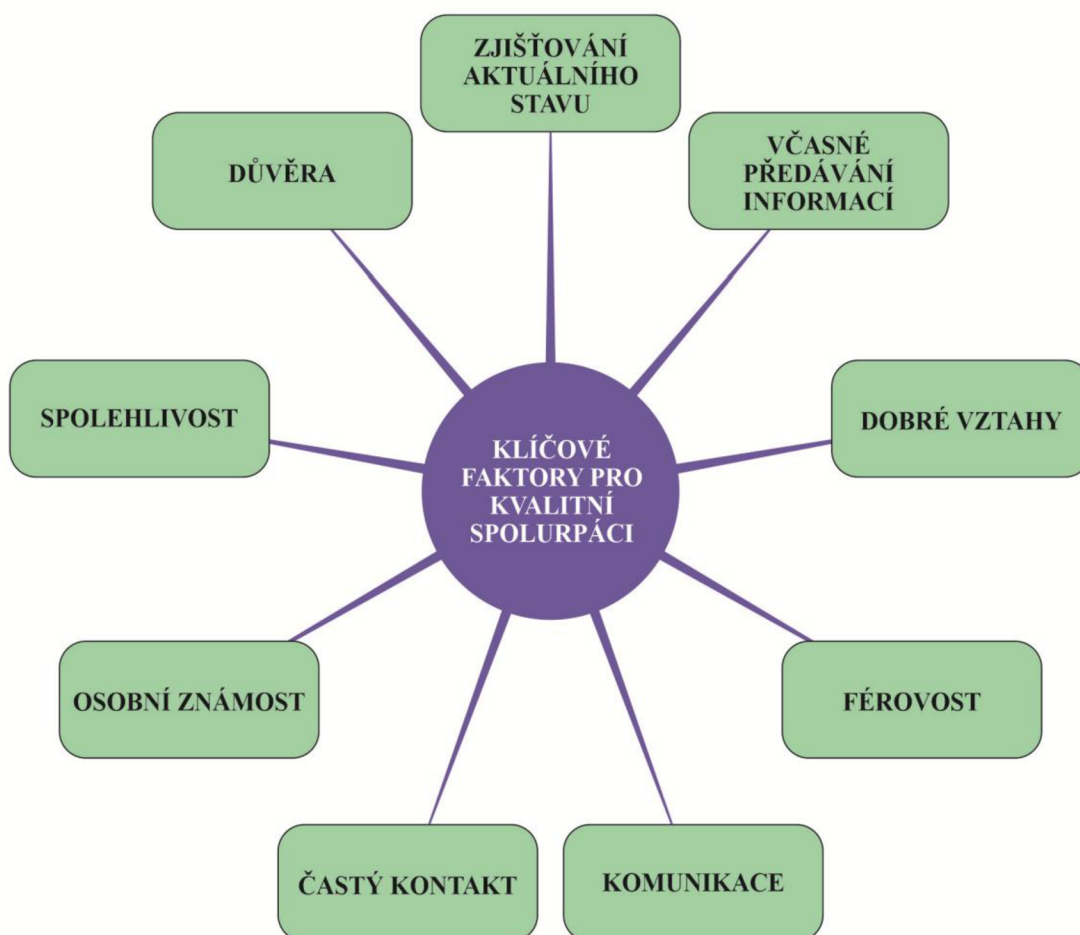 ZJIŠŤOVÁNÍ
AKTUÁLNÍHO
STAVU
VČASNÉ
PŘEDÁVÁNÍ
INFORMACÍ
DŮVĚRA
SPOLEHLIVOST
DOBRÉ VZTAHY
KLÍČOVÉ
FAKTORY PRO
KVALITNÍ
SPOLURPÁCI
OSOBNÍ ZNÁMOST
FÉROVOST
ČASTÝ KONTAKT
KOMUNIKACE